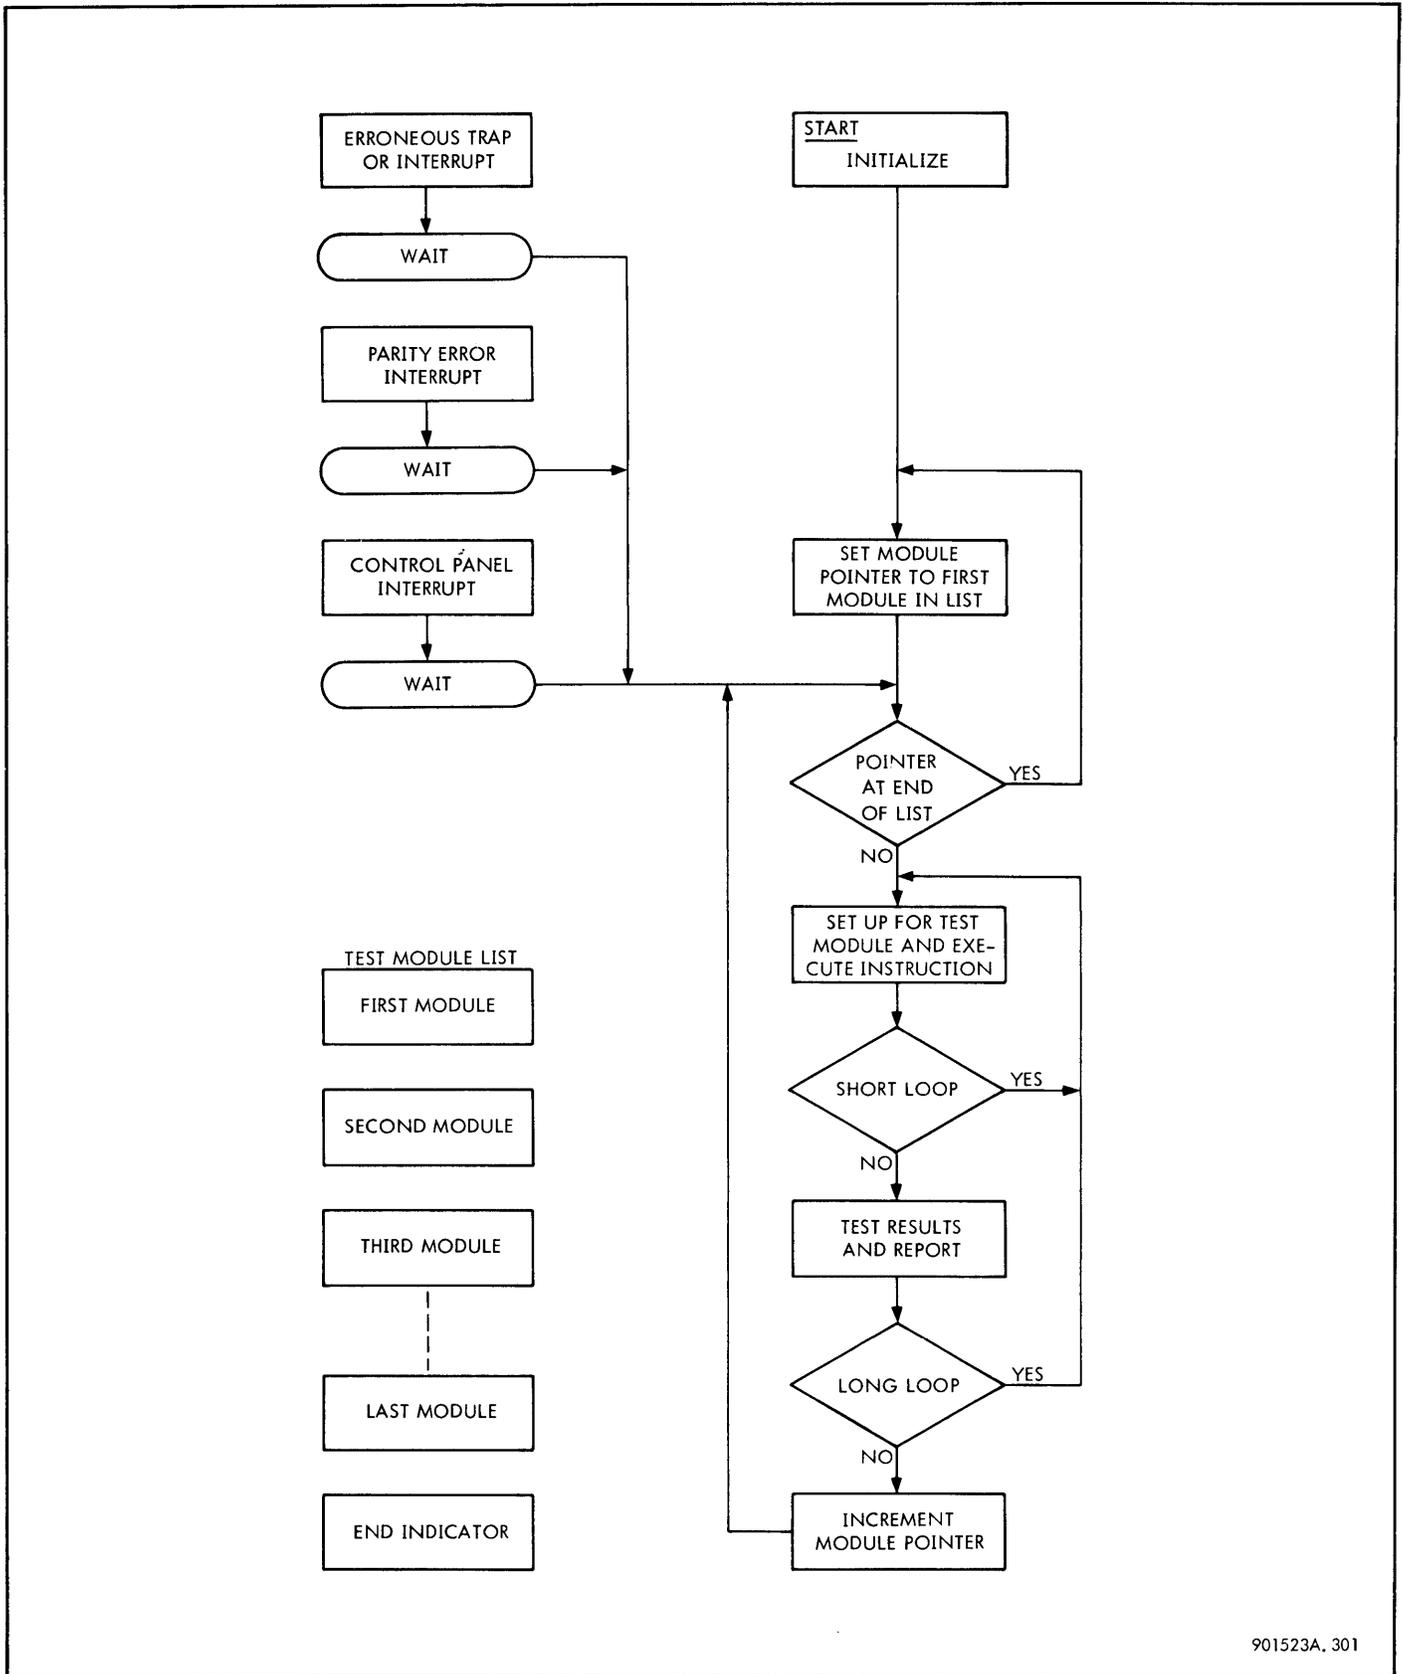 ERRONEOUS TRAP
OR INTERRUPT
WAIT
PARITY ERROR
INTERRUPT
WAIT
CONTROL PANEL
INTERRUPT
WAIT
START
INITIALIZE
SET MODULE
POINTER TO FIRST
MODULE IN LIST
POINTER
AT END
OF LIST
YES
NO
SET UP FOR TEST
MODULE AND EXE-
CUTE INSTRUCTION
SHORT LOOP
YES
NO
TEST RESULTS
AND REPORT
LONG LOOP
YES
NO
INCREMENT
MODULE POINTER
TEST MODULE LIST
FIRST MODULE
SECOND MODULE
THIRD MODULE
LAST MODULE
END INDICATOR
901523A. 301